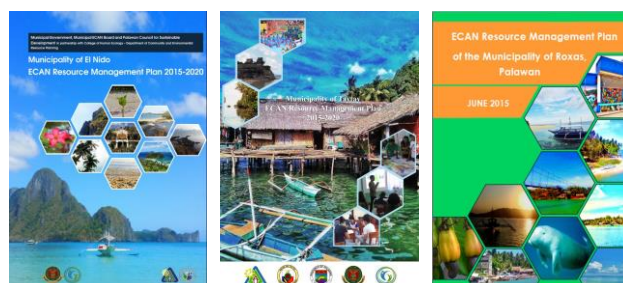 Municipal Government, Municipal ECAN Board and Palawan Council for Sustainable
Development in partnership with College of Human Ecology - Department of Community and Environmental
Resource Planning
Municipality of El Nido
ECAN Resource Management Plan 2015-2020
Municipality of Taytay
ECAN Resource Management Plan
2015-2020
ECAN Resource Management Plan
of the Municipality of Roxas,
Palawan
JUNE 2015